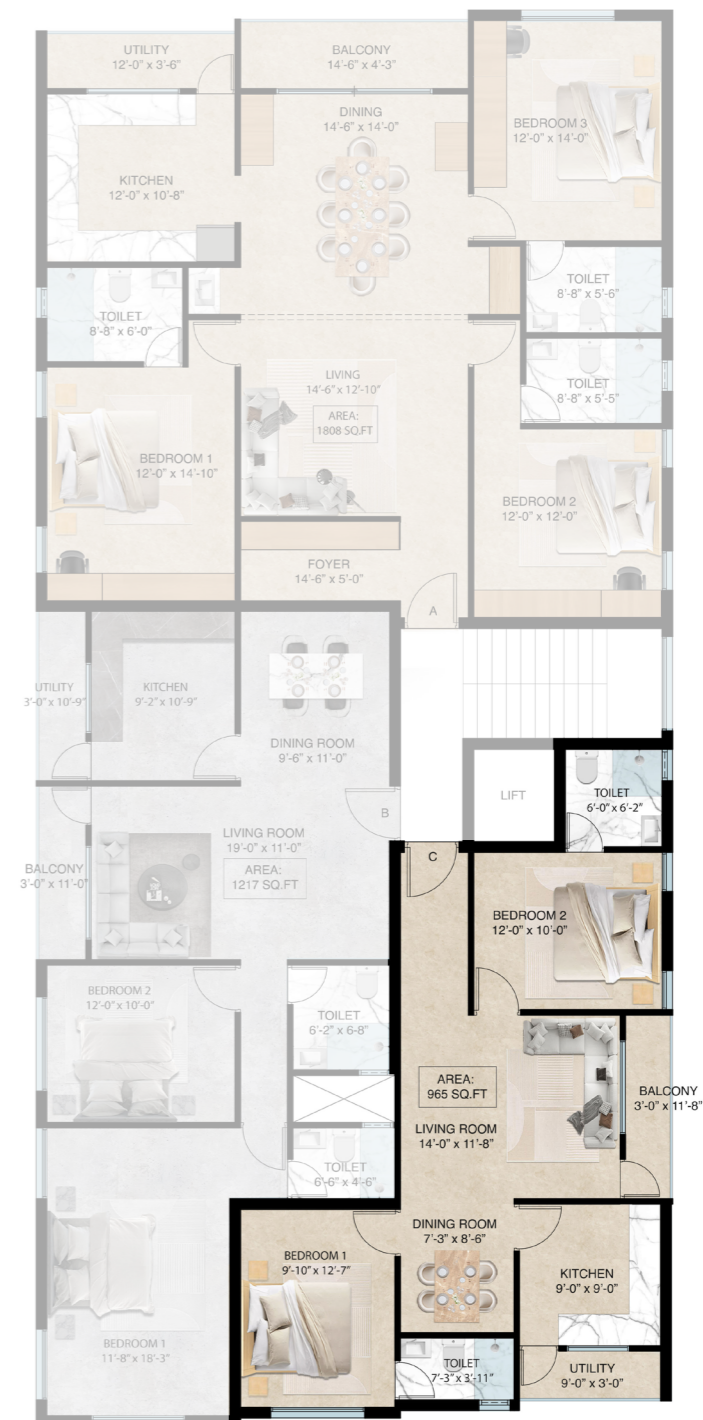 UTILITY
12'-0" x 3'-6"
BALCONY
14'-6" x 4'-3"
DINING
14'-6" x 14'-0"
BEDROOM 3
12'-0" x 14'-0"
KITCHEN
12'-0" x 10'-8"
TOILET
8'-8" x 5'-6"
TOILET
8'-8" x 6'-0"
LIVING
14'-6" x 12'-10"
AREA:
1808 SQ.FT
TOILET
8'-8" x 5'-5"
BEDROOM 1
12'-0" x 14'-10"
BEDROOM 2
12'-0" x 12'-0"
FOYER
14'-6" x 5'-0"
A
UTILITY
3'-0" x 10'-9"
KITCHEN
9'-2" x 10'-9"
DINING ROOM
9'-6" x 11'-0"
B
LIFT
TOILET
6'-0" x 6'-2"
LIVING ROOM
19'-0" x 11'-0"
AREA:
1217 SQ.FT
BALCONY
3'-0" x 11'-0"
C
BEDROOM 2
12'-0" x 10'-0"
BEDROOM 2
12'-0" x 10'-0"
TOILET
6'-2" x 6-8"
AREA:
965 SQ.FT
BALCONY
3'-0" x 11'-8"
LIVING ROOM
14'-0" x 11'-8"
TOILET
6'-6" x 4'-6"
DINING ROOM
7'-3" x 8'-6"
BEDROOM 1
9'-10" x 12'-7"
KITCHEN
9'-0" x 9'-0"
BEDROOM 1
11'-8" x 18'-3"
TOILET
7'-3" x 3'-11"
UTILITY
9'-0" x 3'-0"